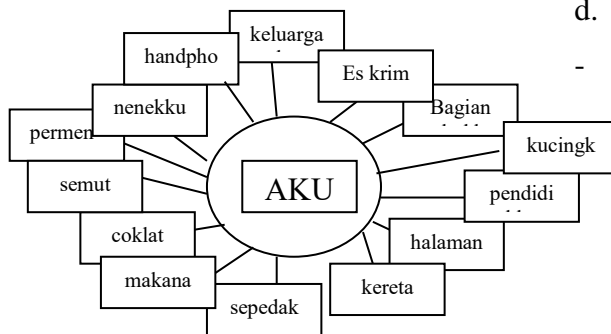 d.
-
keluarga
handpho
Es krim
nenekku
Bagian
permen
kucingk
semut
AKU
pendidi
coklat
halaman
makana
kereta
sepedak